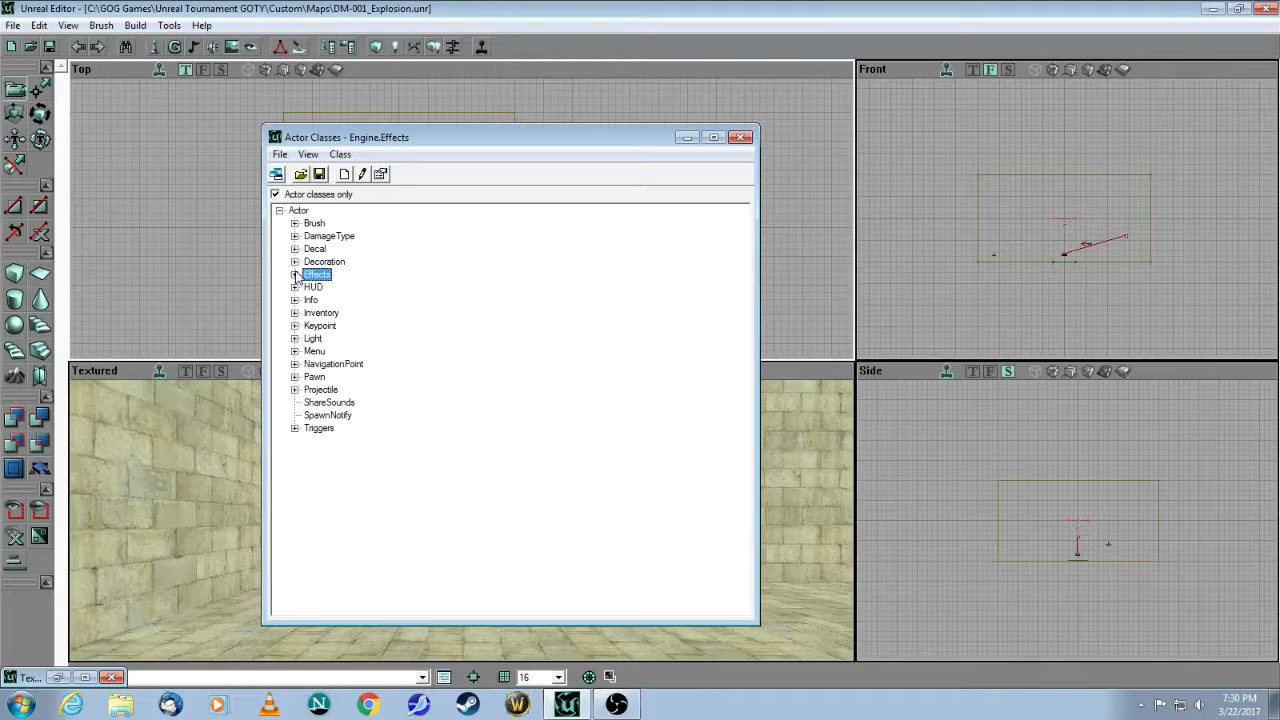 Unreal Editor - [C:\GOG Games\Unreal Tournament GOTY\Custom\Maps\DM-001_Explosion.unr]
File Edit View Brush Build Tools Help
Top T F S
Front T F S
Actor Classes - Engine.Effects
File View Class
Actor classes only
Actor
Brush
DamageType
Decal
Decoration
Effects
HUD
Info
Inventory
Keypoint
Light
Menu
NavigationPoint
Pawn
Projectile
ShareSounds
SpawnNotify
Triggers
Textured T F S
Side T F S
Tex...
16
7:30 PM
3/22/2017